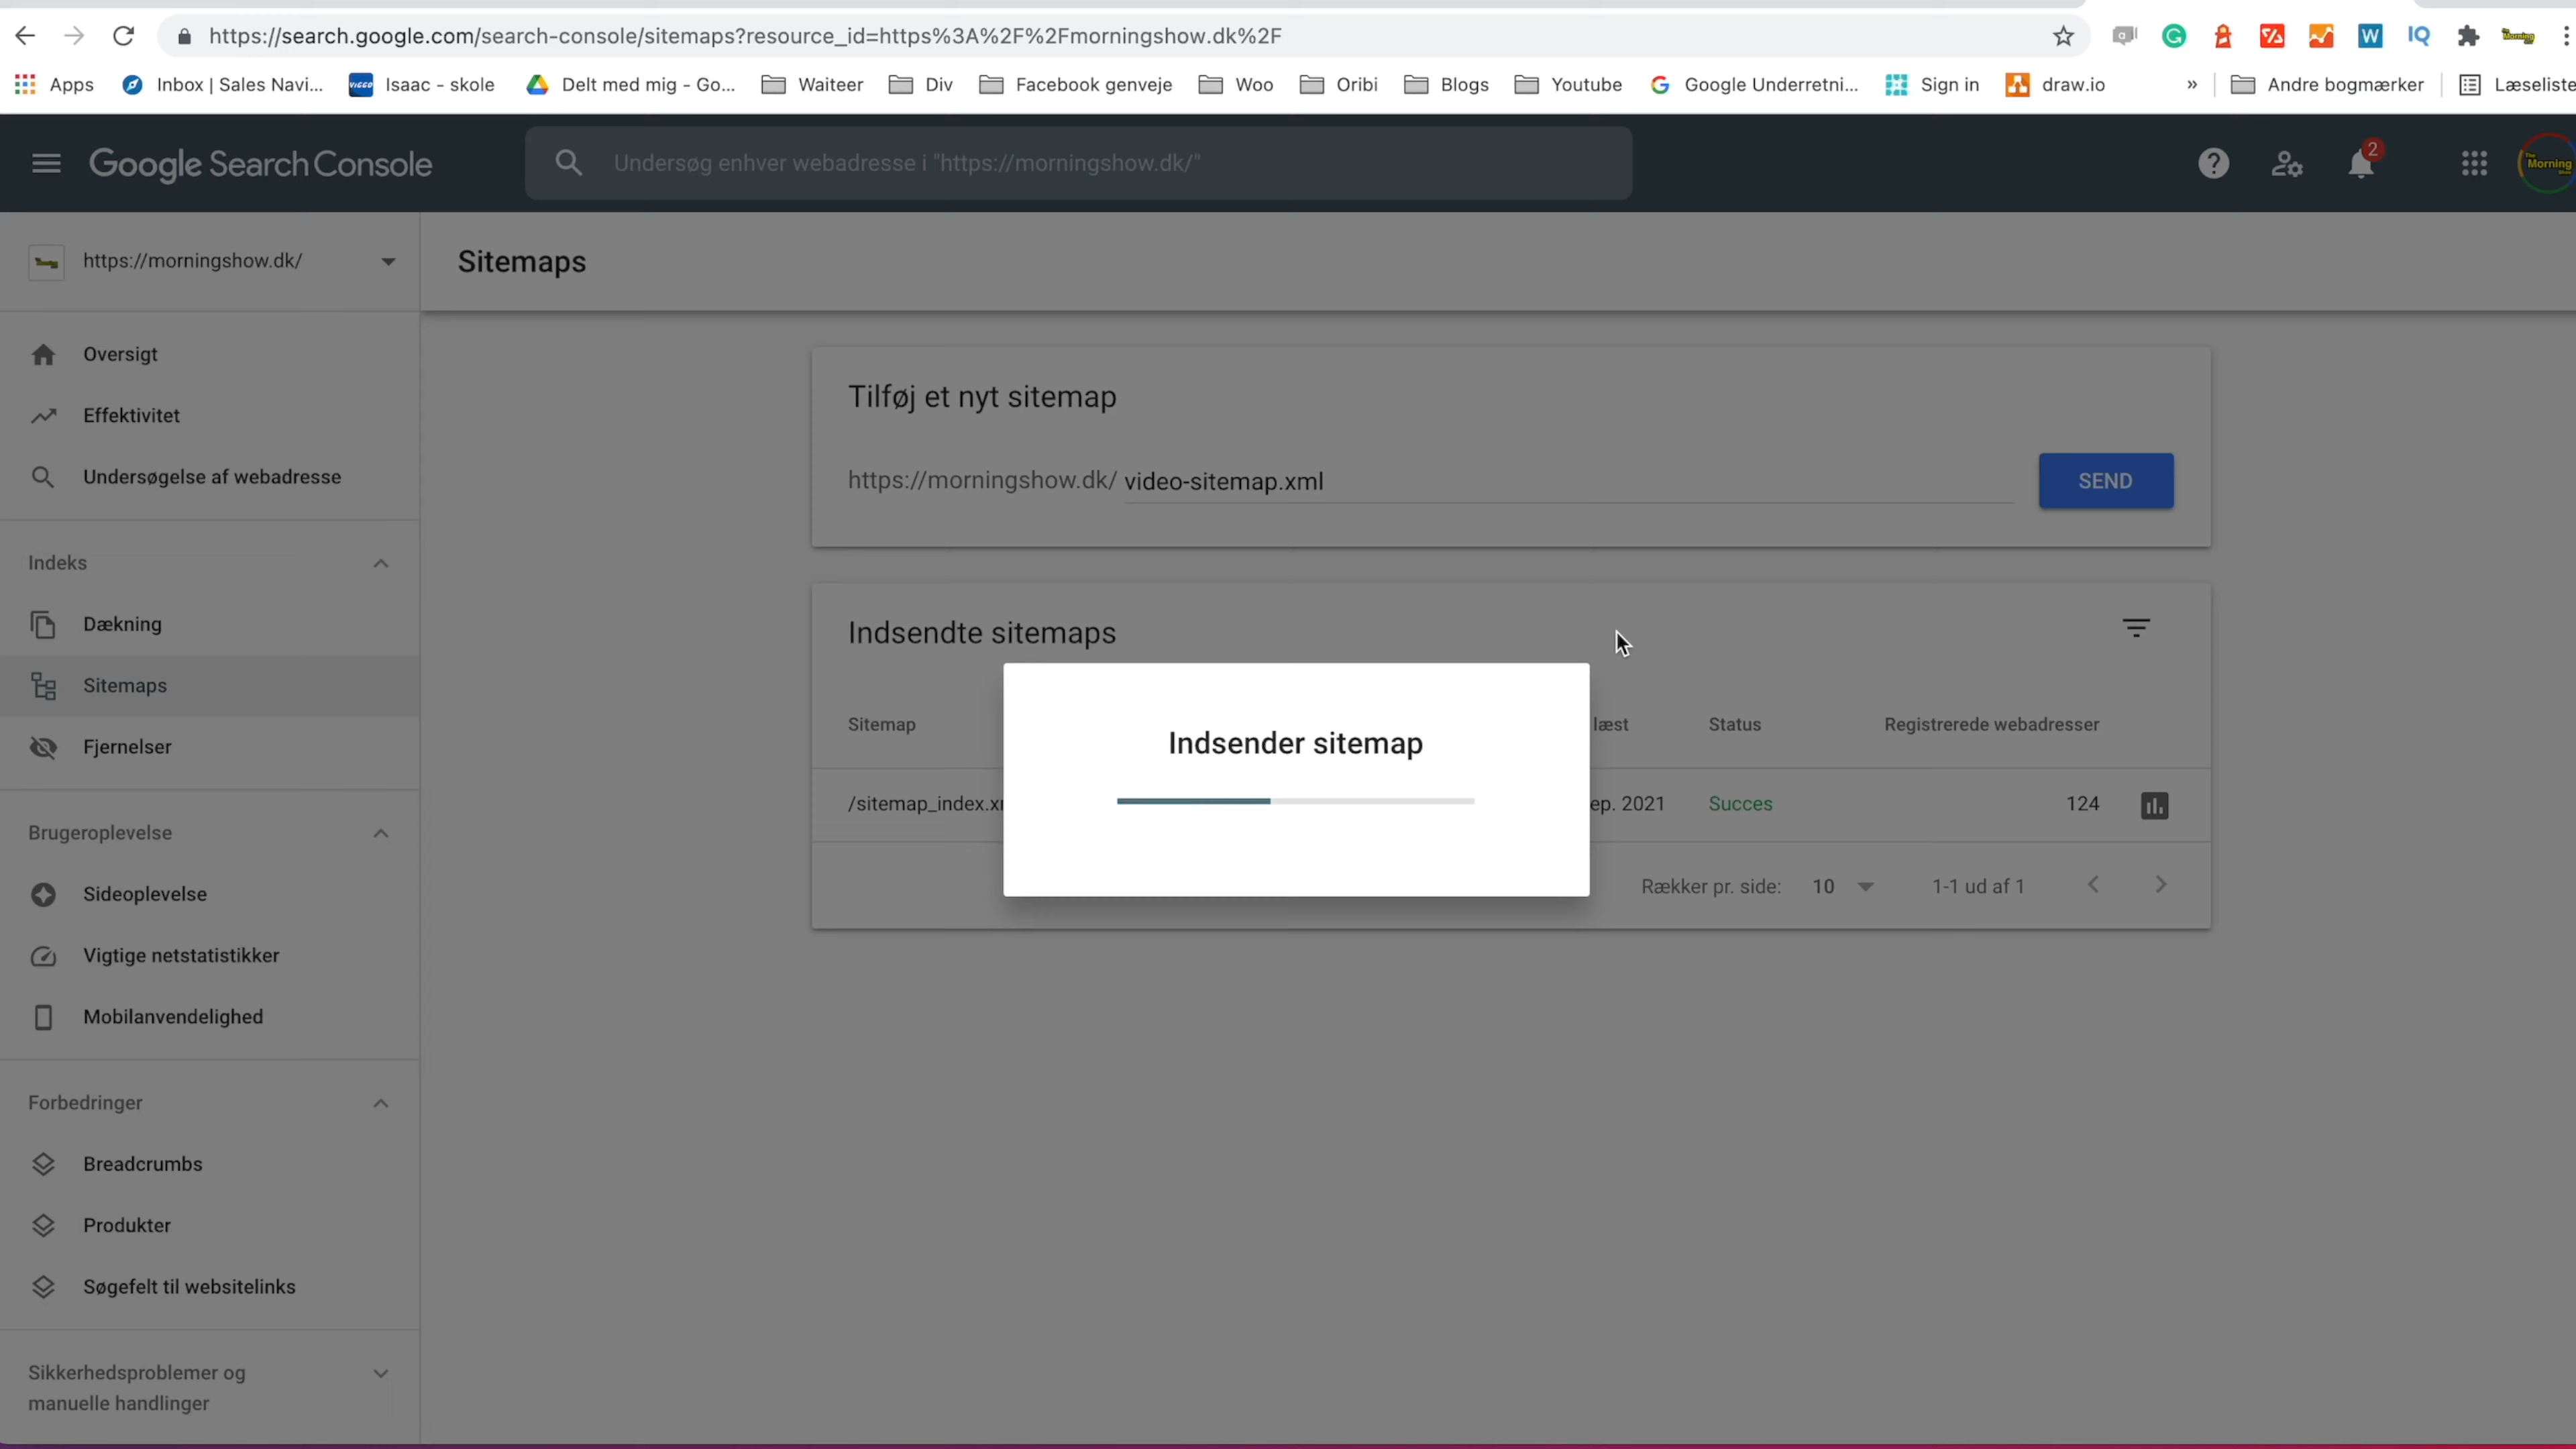 https://search.google.com/search-console/sitemaps?resource_id=https%3A%2F%2Fmorningshow.dk%2F
Apps Inbox | Sales Navi... Isaac - skole Delt med mig - Go... Waiteer Div Facebook genveje Woo Oribi Blogs Youtube Google Underretni... Sign in draw.io » Andre bogmærker Læseliste
Google Search Console
Undersøg enhver webadresse i "https://morningshow.dk/"
2
https://morningshow.dk/
Sitemaps
Oversigt
Effektivitet
Undersøgelse af webadresse
Indeks
Dækning
Sitemaps
Fjernelser
Brugeroplevelse
Sideoplevelse
Vigtige netstatistikker
Mobilanvendelighed
Forbedringer
Breadcrumbs
Produkter
Søgefelt til websitelinks
Sikkerhedsproblemer og
manuelle handlinger
Tilføj et nyt sitemap
https://morningshow.dk/ video-sitemap.xml SEND
Indsendte sitemaps
Sitemap læst Status Registrerede webadresser
/sitemap_index.x ep. 2021 Succes 124
Rækker pr. side: 10 1-1 ud af 1
Indsender sitemap